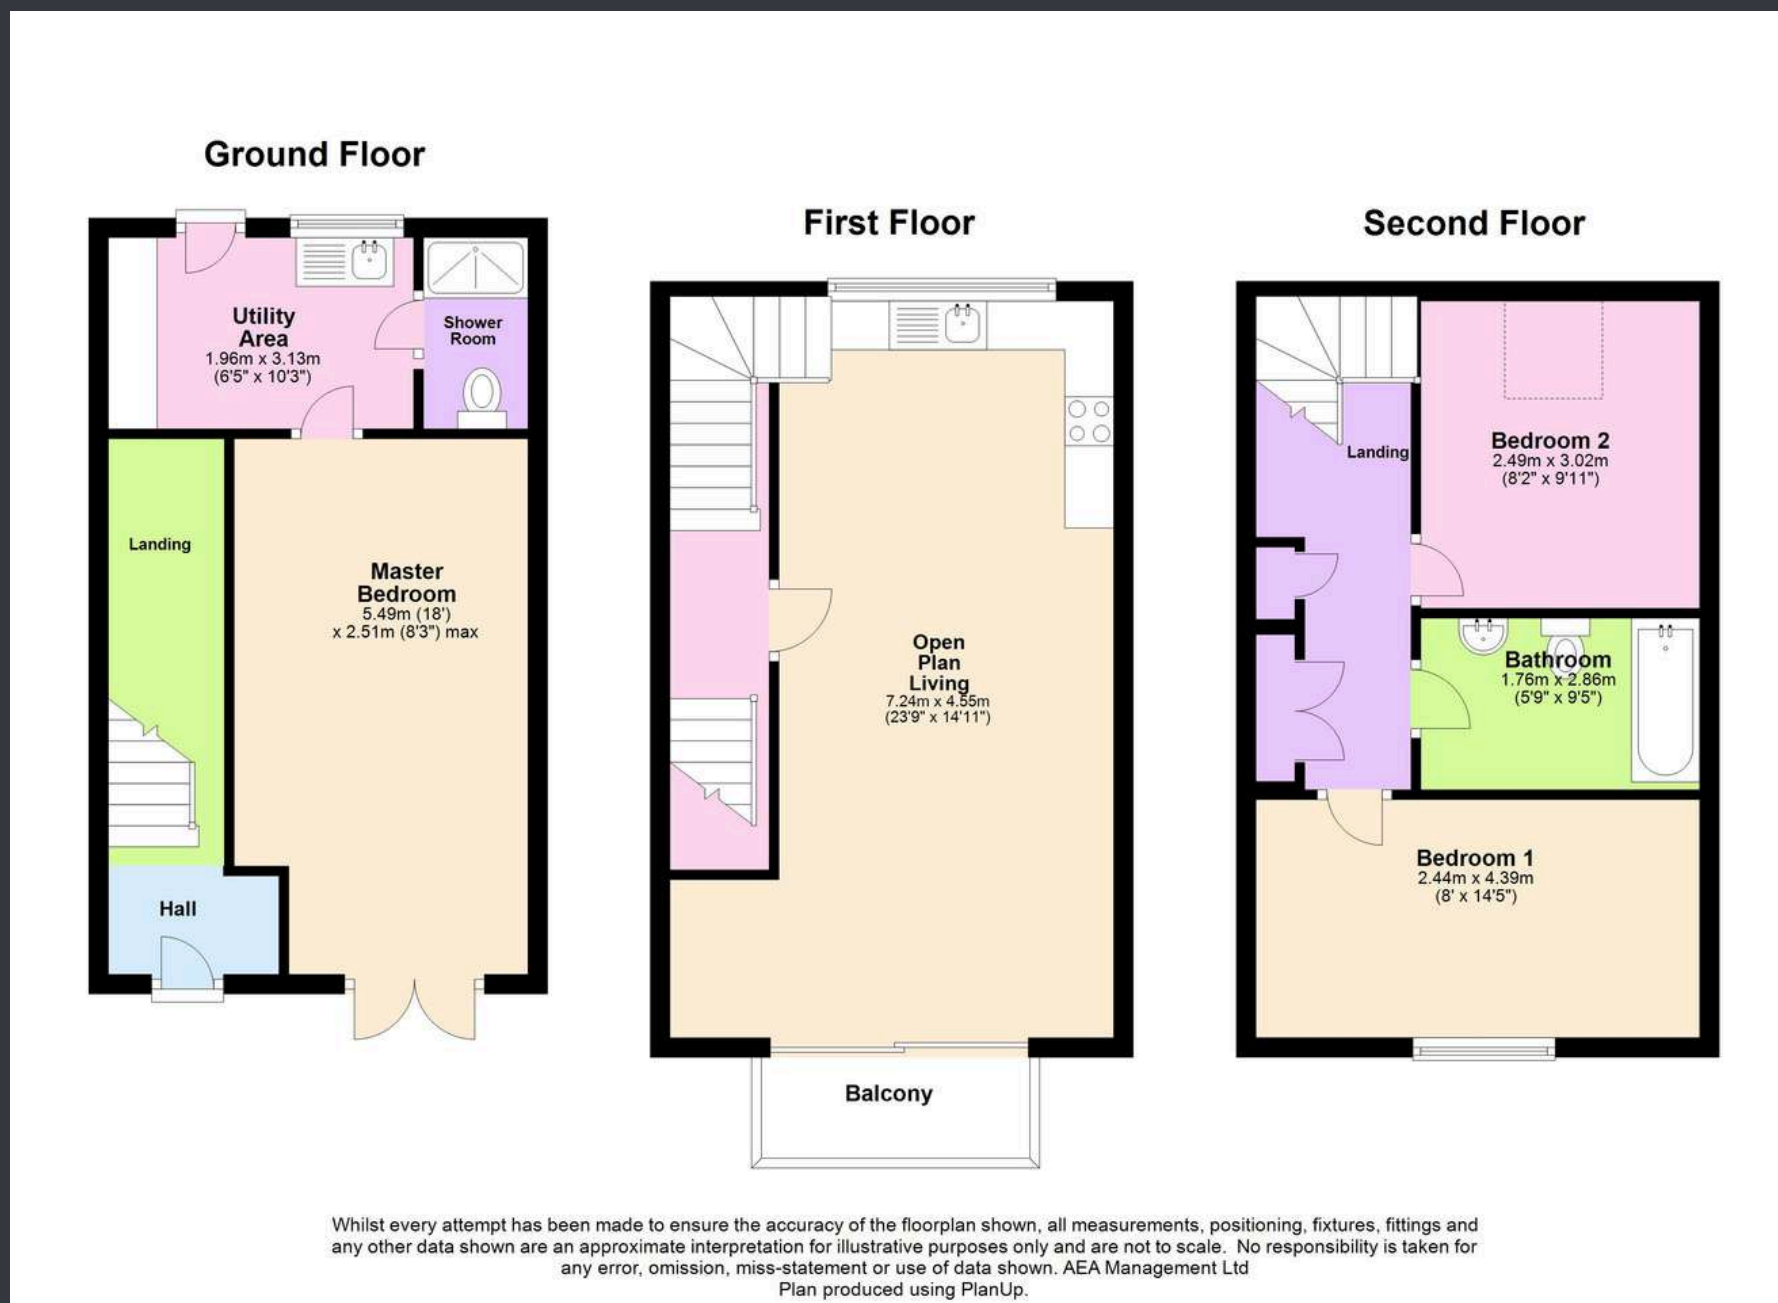 Ground Floor
Utility
Area
1.96m x 3.13m
(6'5" x 10'3")
Shower
Room
Landing
Master
Bedroom
5.49m (18')
x 2.51m (8'3") max
Hall
First Floor
Open
Plan
Living
7.24m x 4.55m
(23'9" x 14'11")
Balcony
Second Floor
Landing
Bedroom 2
2.49m x 3.02m
(8'2" x 9'11")
Bathroom
1.76m x 2.86m
(5'9" x 9'5")
Bedroom 1
2.44m x 4.39m
(8' x 14'5")
Whilst every attempt has been made to ensure the accuracy of the floorplan shown, all measurements, positioning, fixtures, fittings and
any other data shown are an approximate interpretation for illustrative purposes only and are not to scale. No responsibility is taken for
any error, omission, miss-statement or use of data shown. AEA Management Ltd
Plan produced using PlanUp.